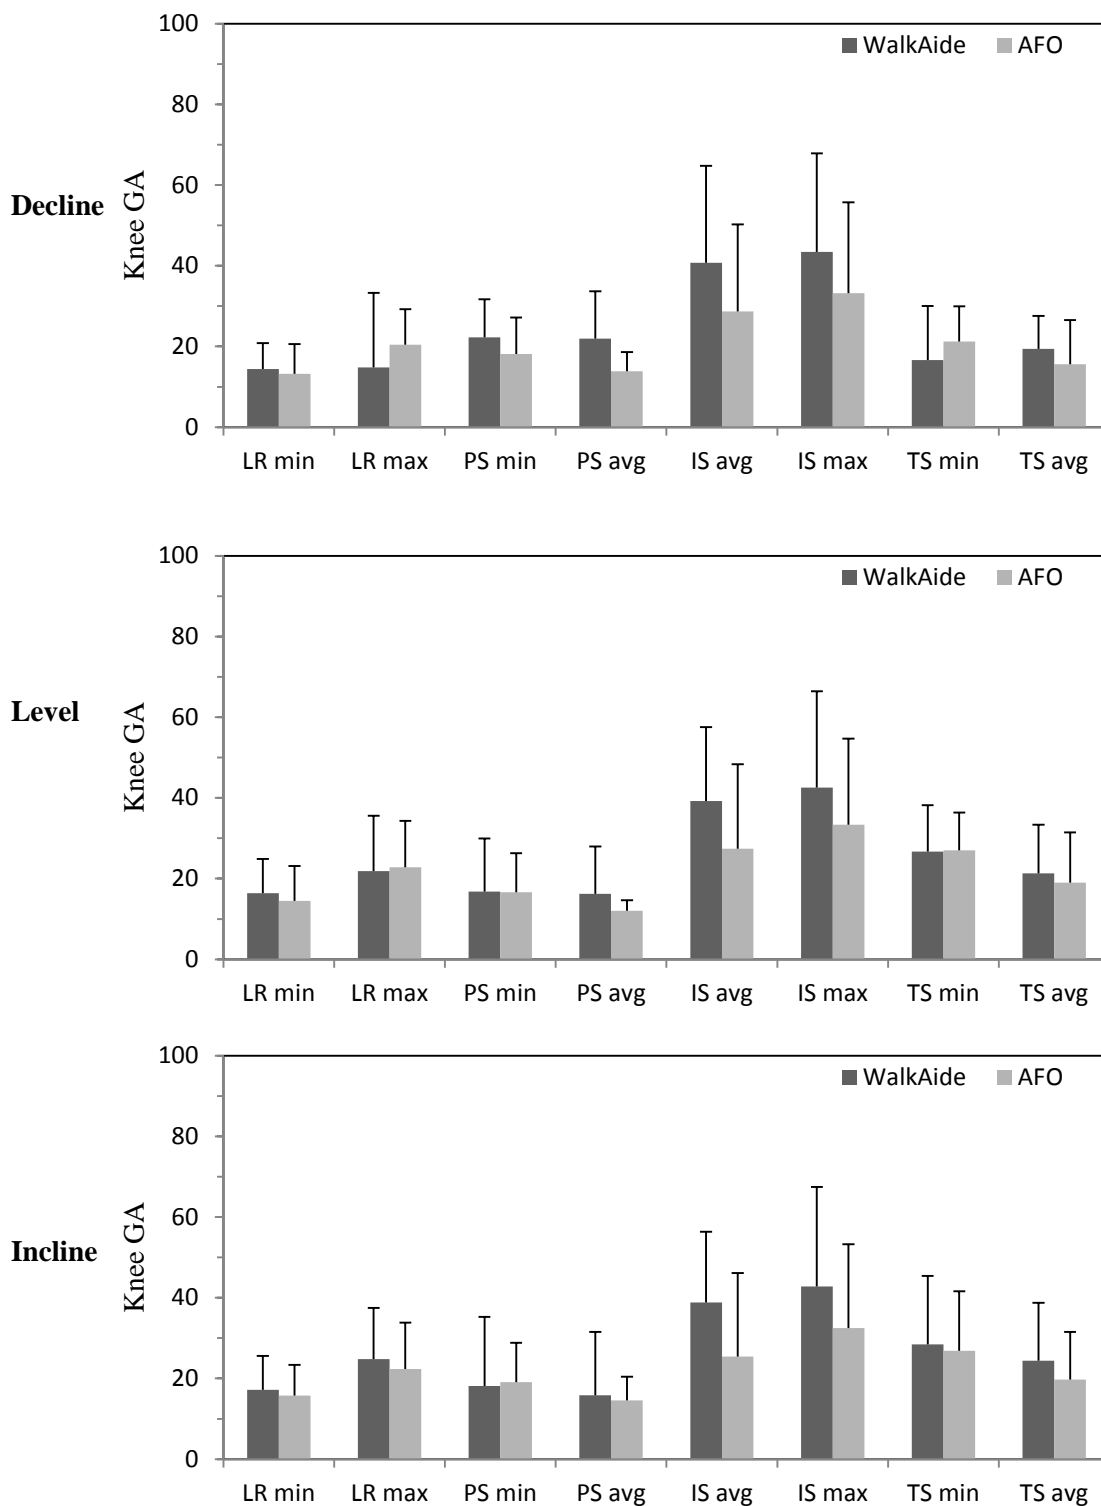 100
WalkAide AFO
80
60
Decline
Knee GA
40
20
0
LR min LR max PS min PS avg IS avg IS max TS min TS avg
100
WalkAide AFO
80
60
Level
Knee GA
40
20
0
LR min LR max PS min PS avg IS avg IS max TS min TS avg
100
WalkAide AFO
80
60
Incline
Knee GA
40
20
0
LR min LR max PS min PS avg IS avg IS max TS min TS avg